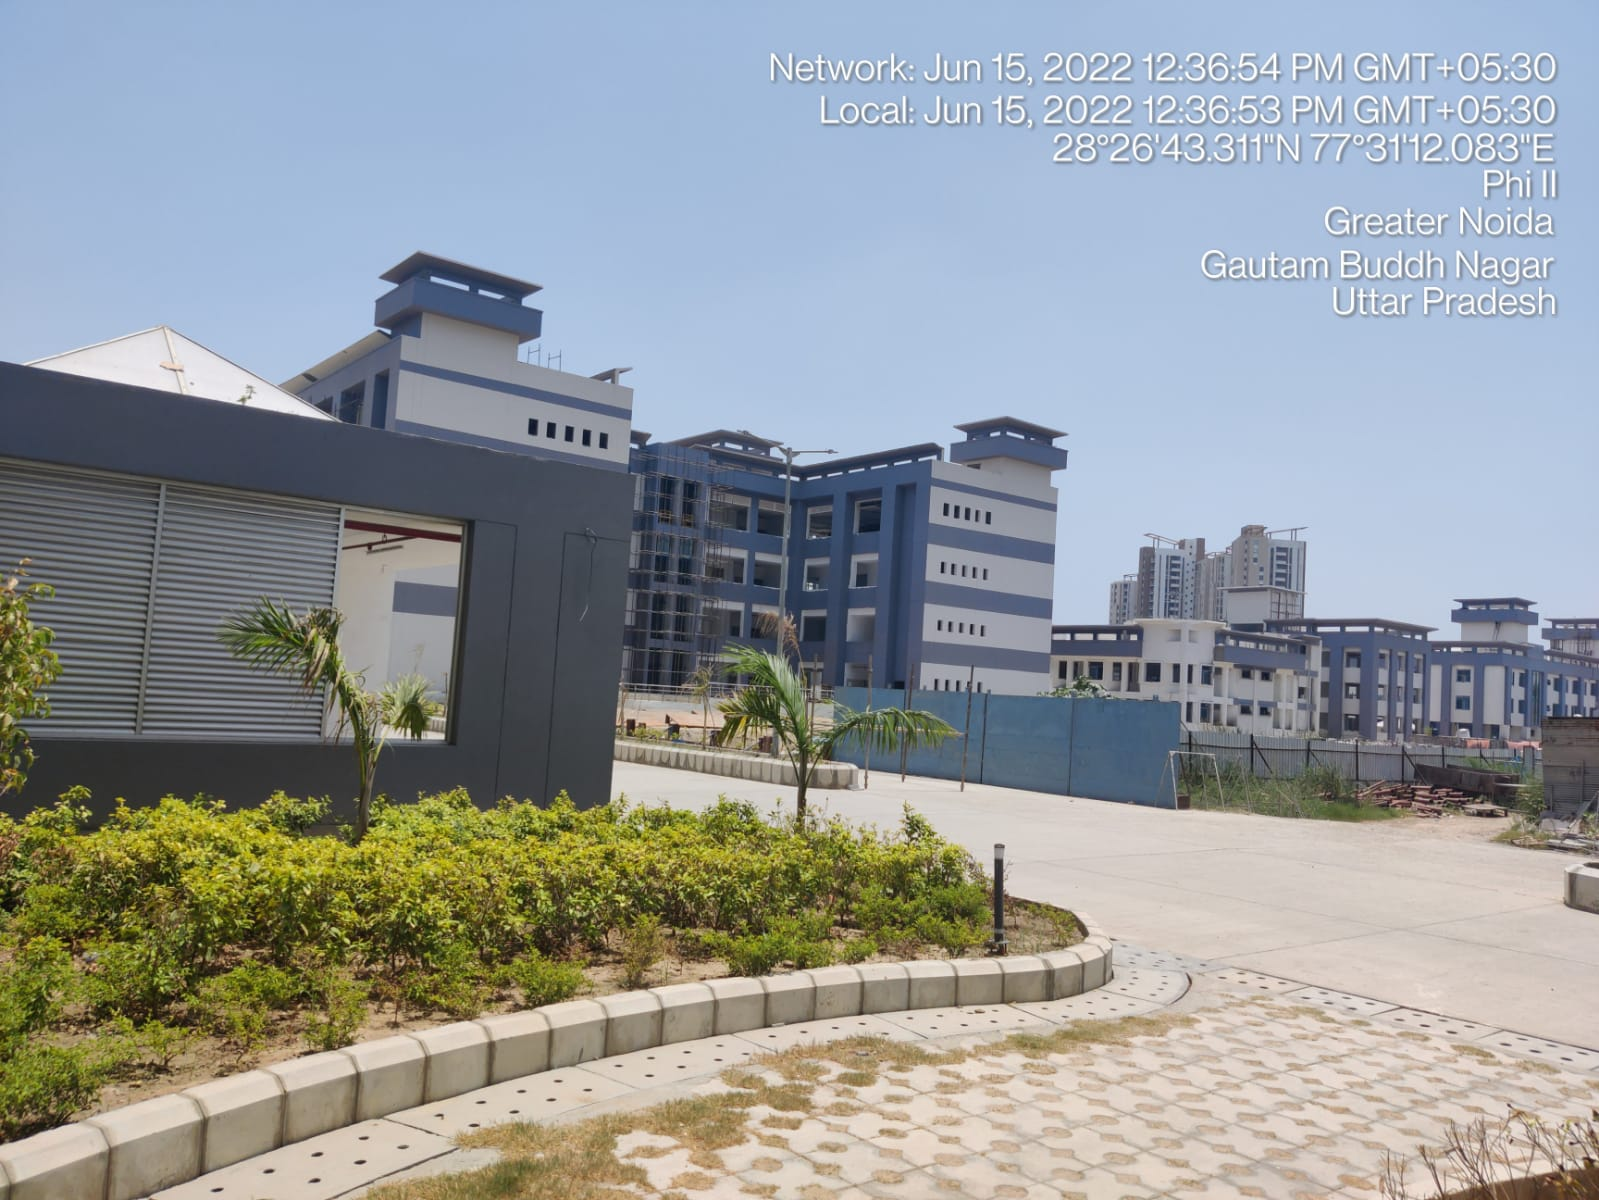 Network: Jun 15, 2022 12:36:54 PM GMT+05:30
Local: Jun 15, 2022 12:36:53 PM GMT+05:30
28°26'43.311"N 77°31'12.083"E
Phi II
Greater Noida
Gautam Buddh Nagar
Uttar Pradesh